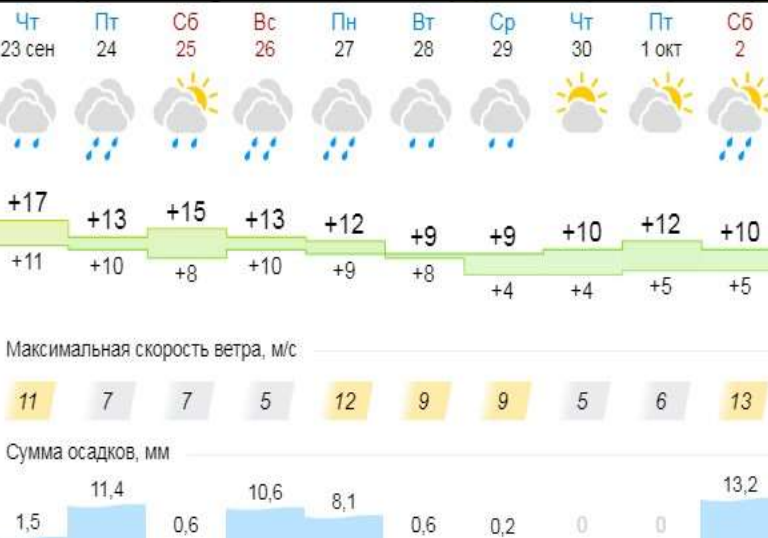 Чт Пт Сб Вс Пн Вт Ср Чт Пт Сб
23 сен 24 25 26 27 28 29 30 1 окт 2
+17 +13 +15 +13 +12 +9 +9 +10 +12 +10
+11 +10 +8 +10 +9 +8 +4 +4 +5 +5
Максимальная скорость ветра, м/с
11 7 7 5 12 9 9 5 6 13
Сумма осадков, мм
1,5 11,4 0,6 10,6 8,1 0,6 0,2 0 0 13,2